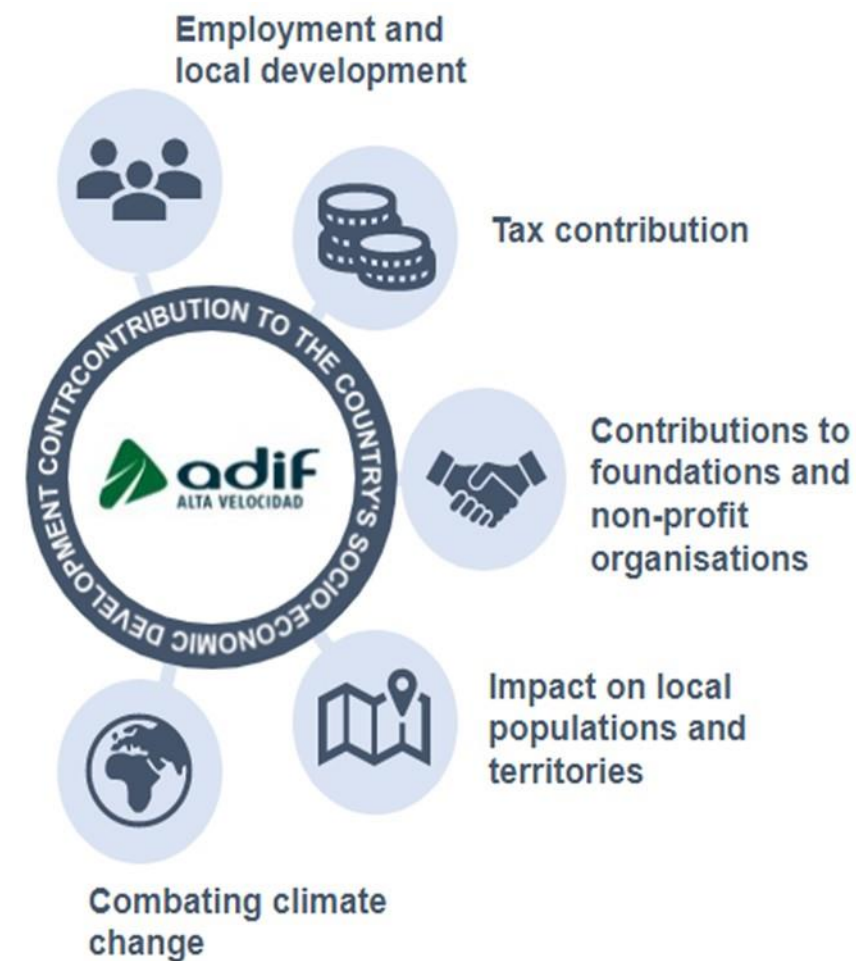 Employment and
local development
Tax contribution
CONTRCONTRIBUTION TO THE COUNTRY'S SOCIO-ECONOMIC DEVELOPMENT
adif
ALTA VELOCIDAD
Contributions to
foundations and
non-profit
organisations
Impact on local
populations and
territories
Combating climate
change